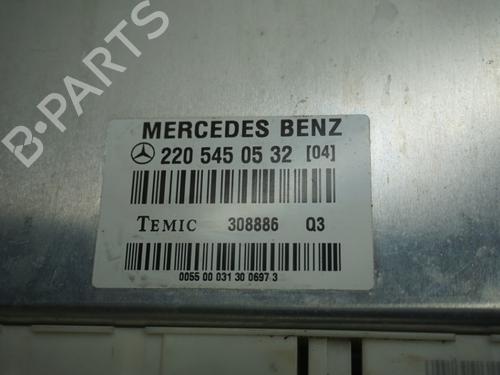 MERCEDES BENZ
220 545 05 32 [04]
TEMIC 308886 Q3
0055 00 031 30 0697 3
B-PARTS